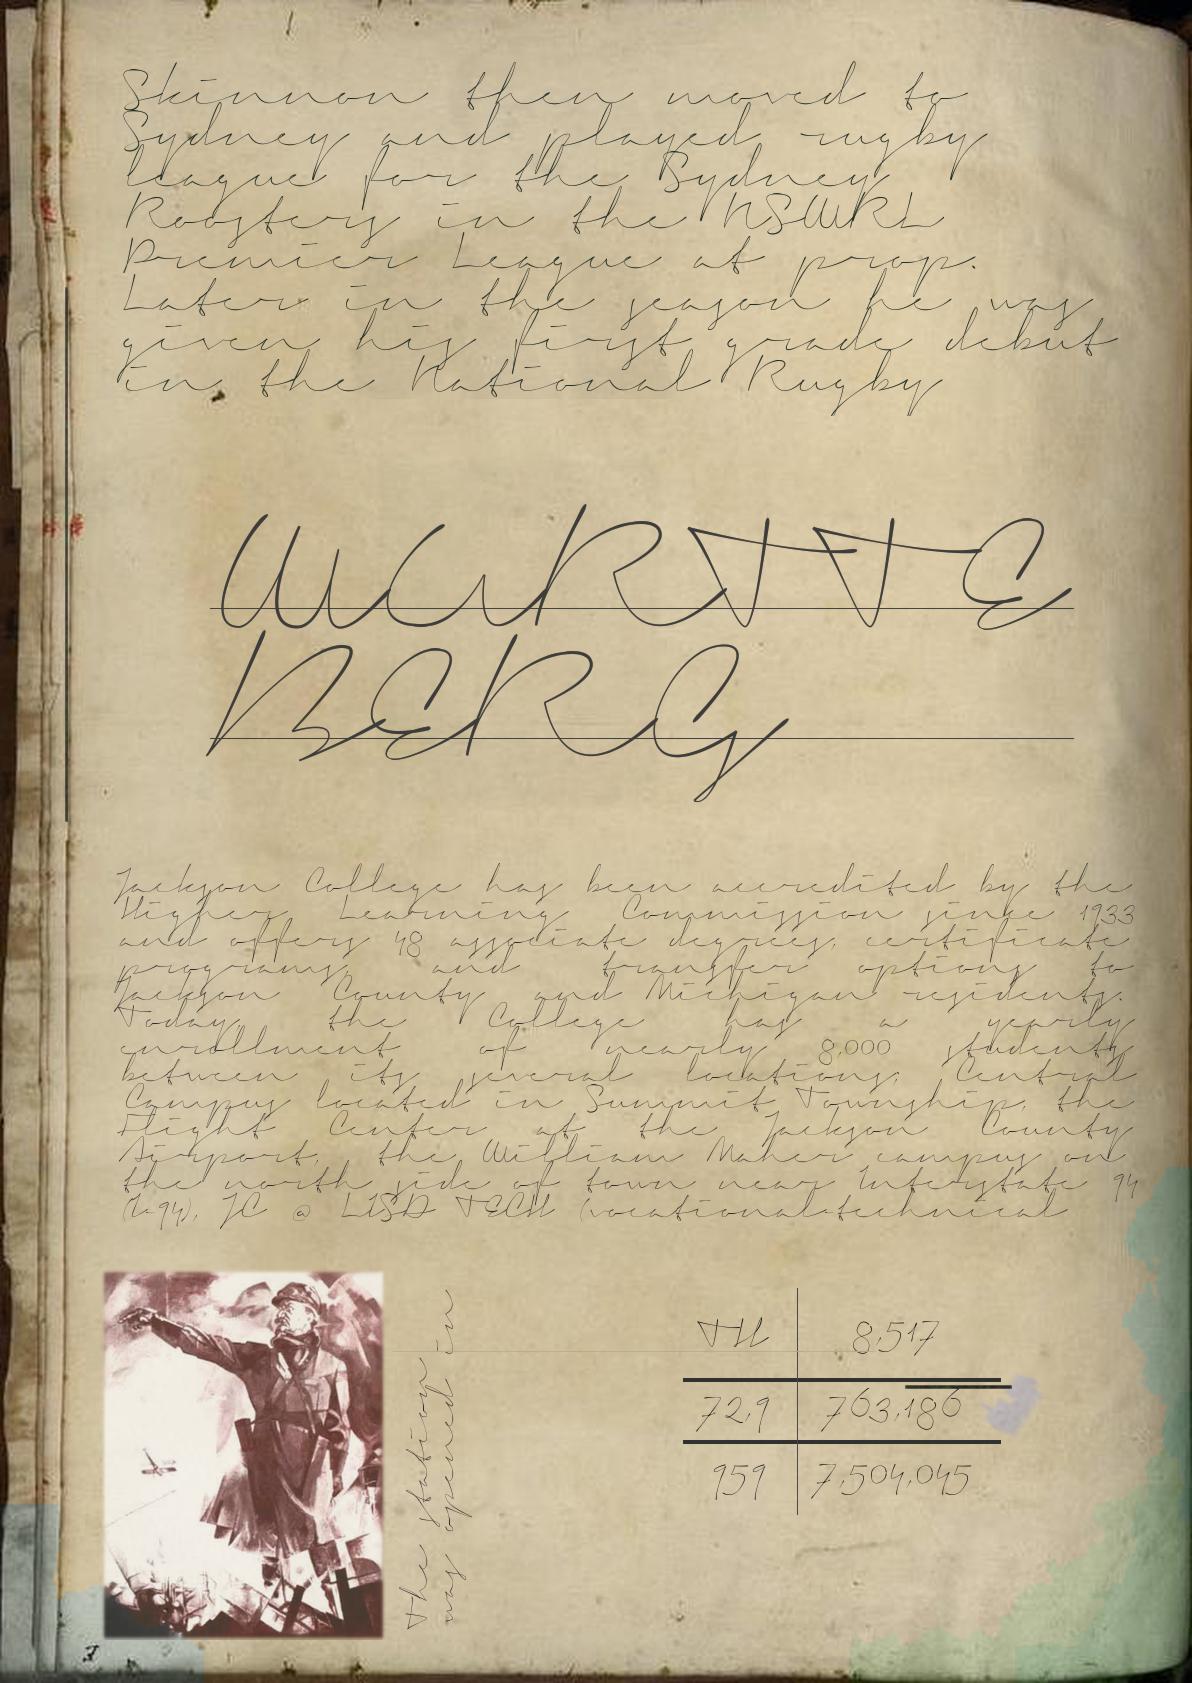 Skinnon then moved to
Sydney and played rugby
league for the Sydney
Roosters in the NSWRL
Premier League at prop.
Later in the season he was
given his first grade debut
in the National Rugby
WURTTE
BERG
Jackson College has been accredited by the
Higher Learning Commission since 1933
and offers 48 associate degrees, certificate
programs, and transfer options to
Jackson County and Michigan residents.
Today, the College has a yearly
enrollment of nearly 8,000 students
between its several locations: Central
Campus located in Summit Township, the
Flight Center at the Jackson County
Airport, the William Maher campus on
the north side of town near Interstate 94
(I-94), JC @ LISD TECH (vocational-technical
The station
was opened in
TH 8,517
72,9 763,186
959 7,504,045